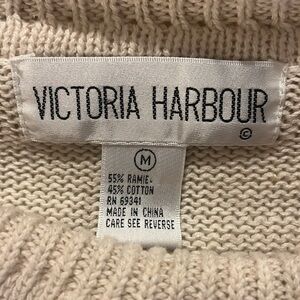 VICTORIA HARBOUR
©
M
55% RAMIE
45% COTTON
RN 69341
MADE IN CHINA
CARE SEE REVERSE